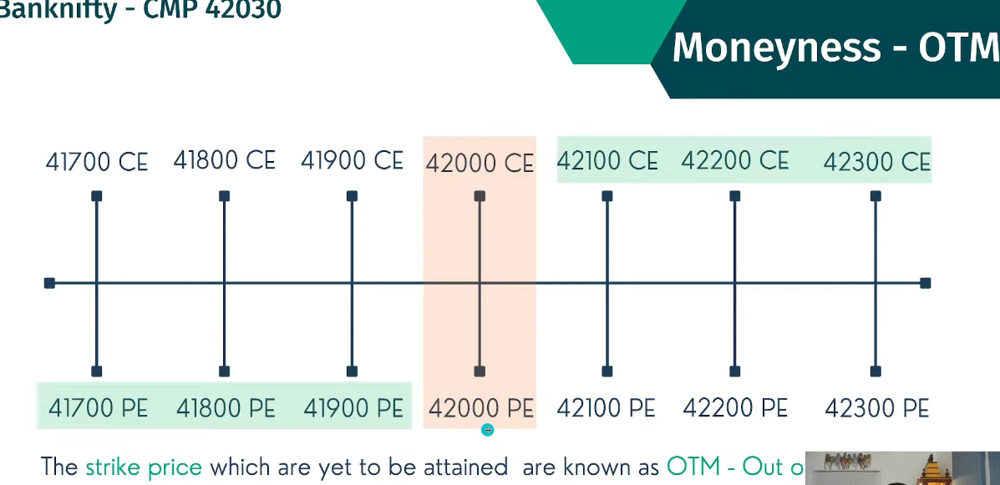 Banknifty - CMP 42030
Moneyness - OTM
41700 CE 41800 CE 41900 CE 42000 CE 42100 CE 42200 CE 42300 CE
41700 PE 41800 PE 41900 PE 42000 PE 42100 PE 42200 PE 42300 PE
The strike price which are yet to be attained are known as OTM - Out o